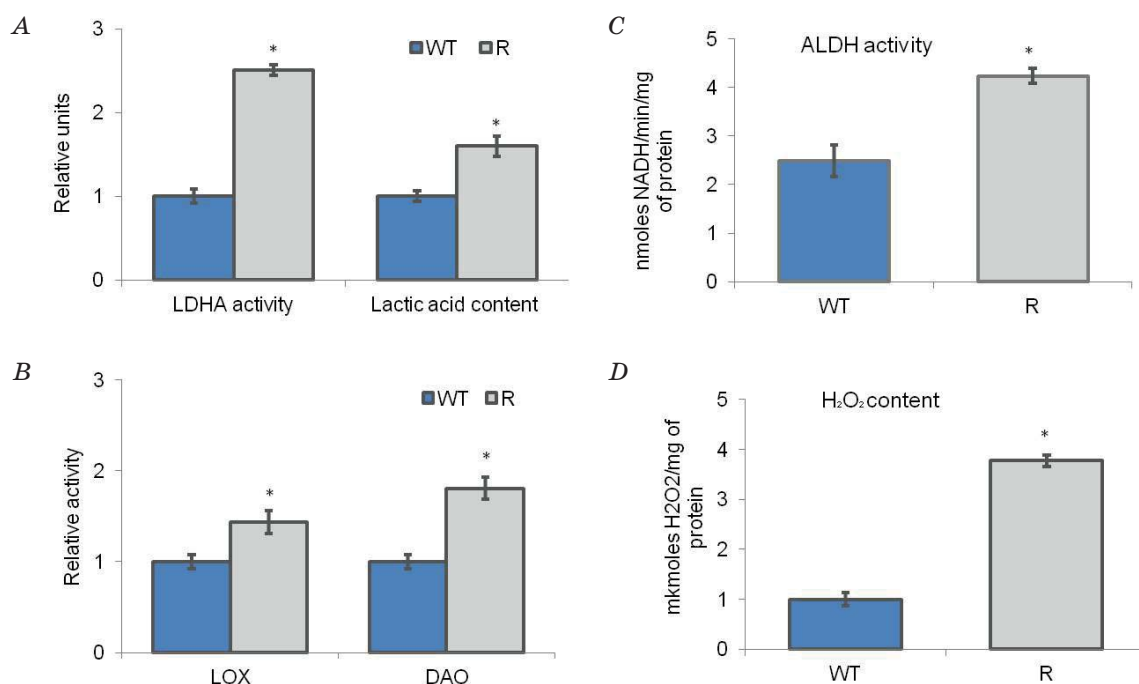 A
3
2
1
0
Relative units
WT R
*
*
LDHA activity Lactic acid content
B
3
2
1
0
Relative activity
WT R
*
*
LOX DAO
C
ALDH activity
5
4
3
2
1
0
nmoles NADH/min/mg
of protein
*
WT R
D
H₂O₂ content
5
4
3
2
1
0
mkmoles H2O2/mg of
protein
*
WT R